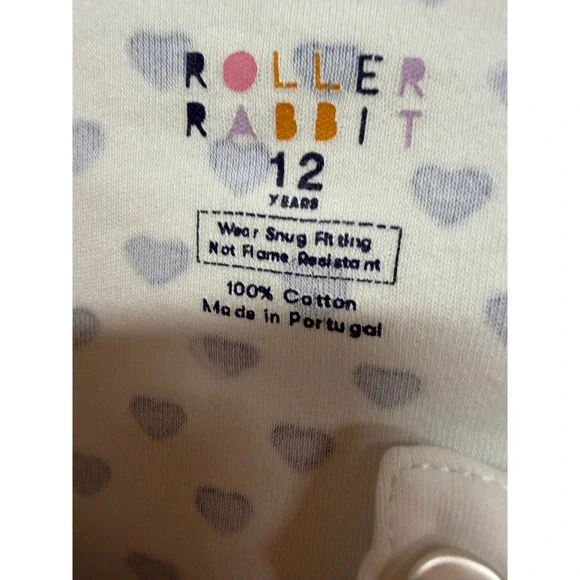 ROLLER
RABBIT
12
YEARS
Wear Snug Fitting
Not Flame Resistant
100% Cotton
Made in Portugal